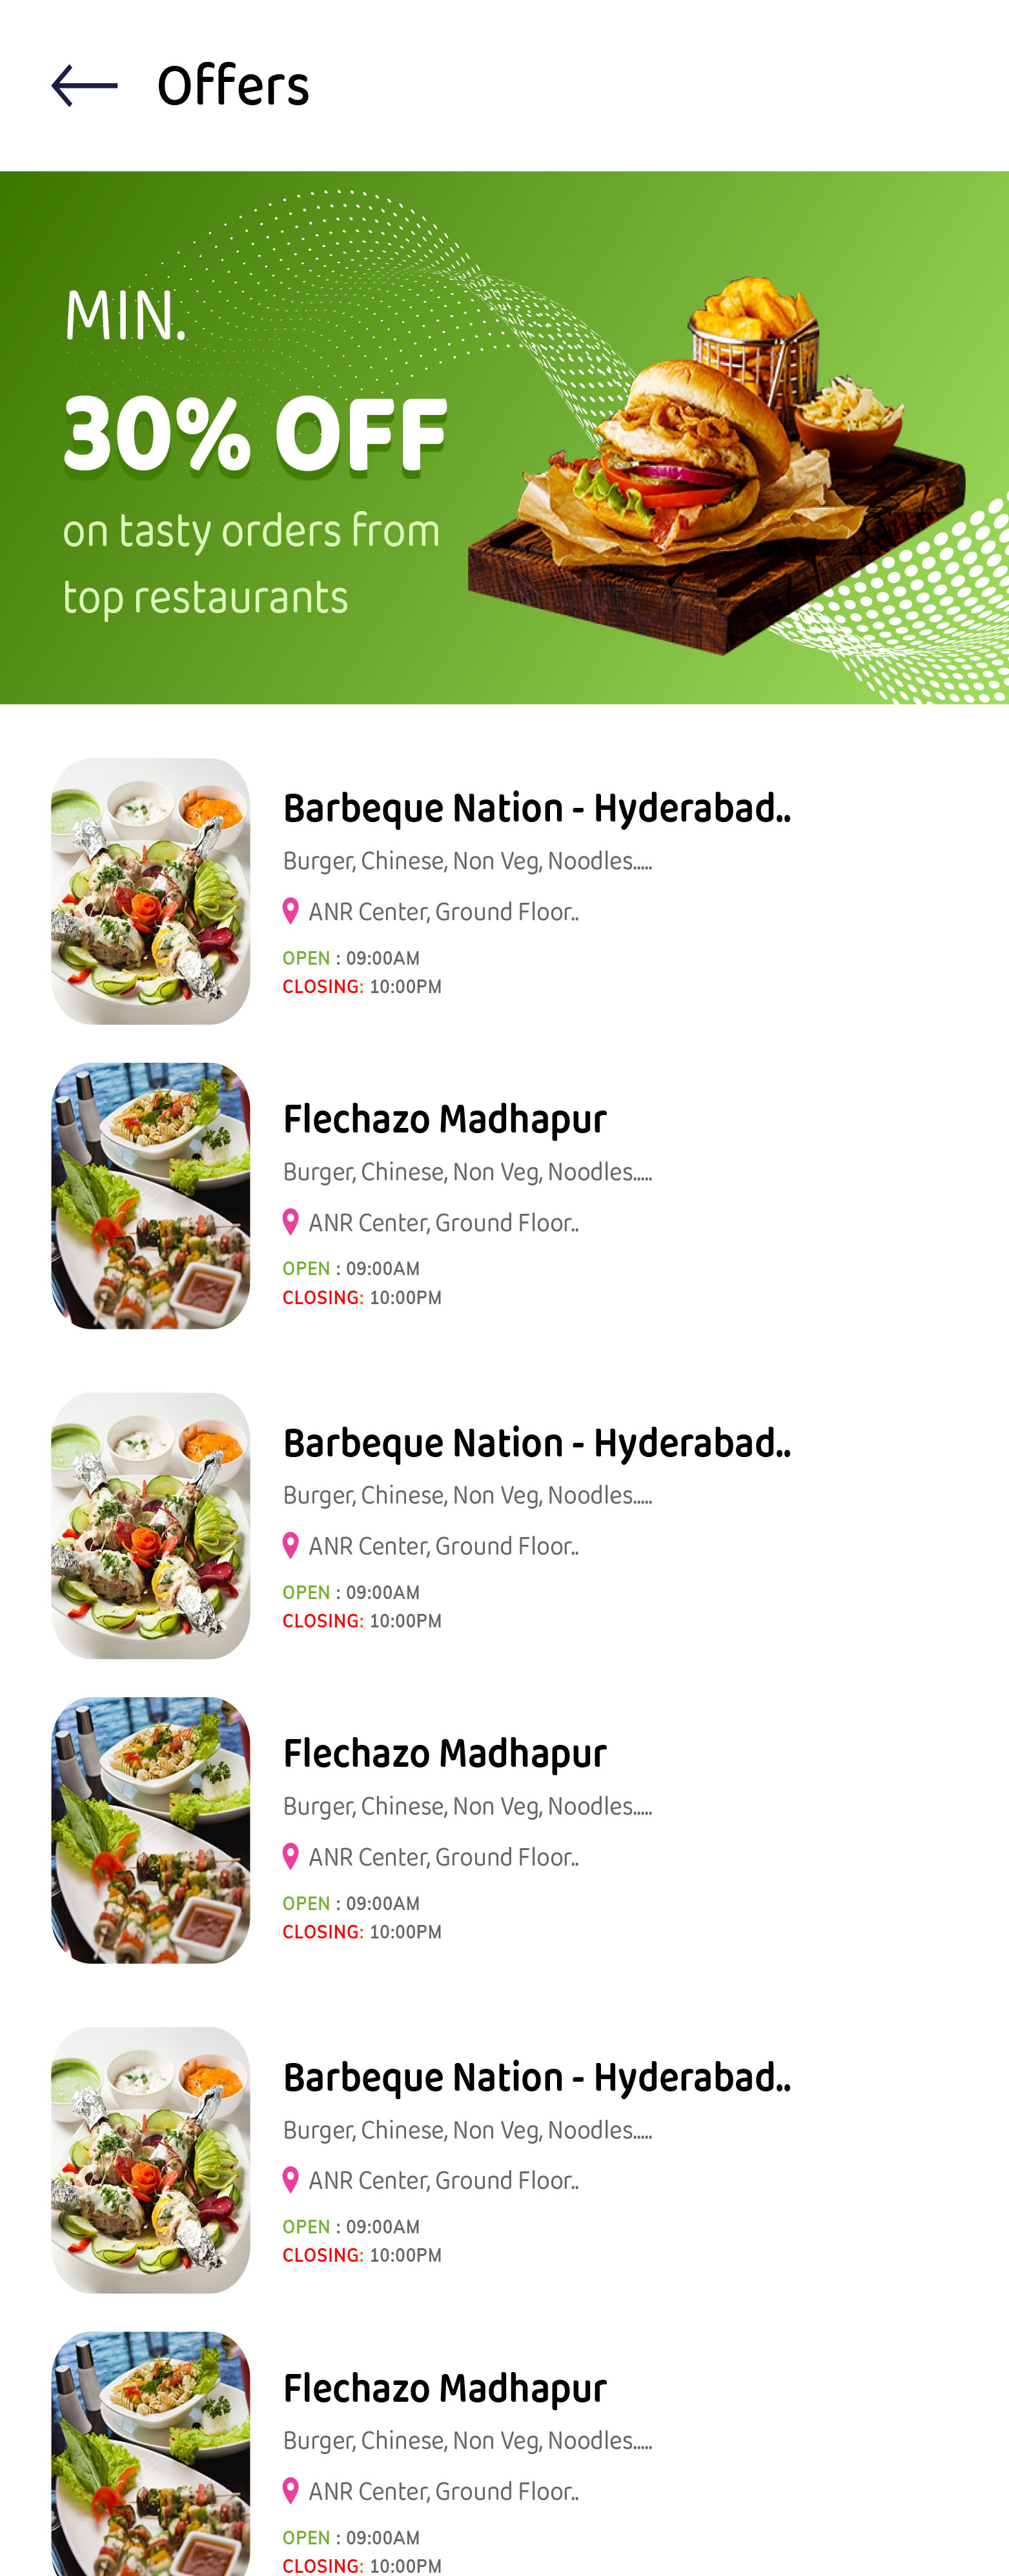 Offers
MIN.
30% OFF
on tasty orders from
top restaurants
Barbeque Nation - Hyderabad..
Burger, Chinese, Non Veg, Noodles.....
ANR Center, Ground Floor..
OPEN : 09:00AM
CLOSING: 10:00PM
Flechazo Madhapur
Burger, Chinese, Non Veg, Noodles.....
ANR Center, Ground Floor..
OPEN : 09:00AM
CLOSING: 10:00PM
Barbeque Nation - Hyderabad..
Burger, Chinese, Non Veg, Noodles.....
ANR Center, Ground Floor..
OPEN : 09:00AM
CLOSING: 10:00PM
Flechazo Madhapur
Burger, Chinese, Non Veg, Noodles.....
ANR Center, Ground Floor..
OPEN : 09:00AM
CLOSING: 10:00PM
Barbeque Nation - Hyderabad..
Burger, Chinese, Non Veg, Noodles.....
ANR Center, Ground Floor..
OPEN : 09:00AM
CLOSING: 10:00PM
Flechazo Madhapur
Burger, Chinese, Non Veg, Noodles.....
ANR Center, Ground Floor..
OPEN : 09:00AM
CLOSING: 10:00PM